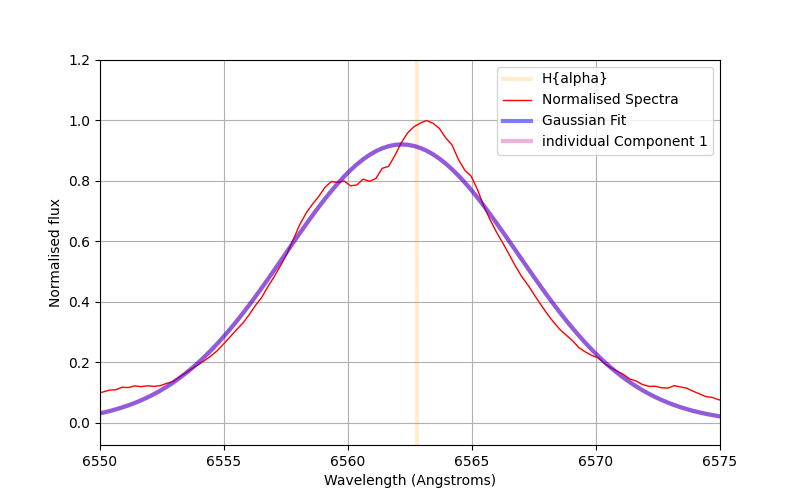 1.2
1.0
0.8
0.6
0.4
0.2
0.0
Normalised flux
H{alpha}
Normalised Spectra
Gaussian Fit
individual Component 1
6550 6555 6560 6565 6570 6575
Wavelength (Angstroms)